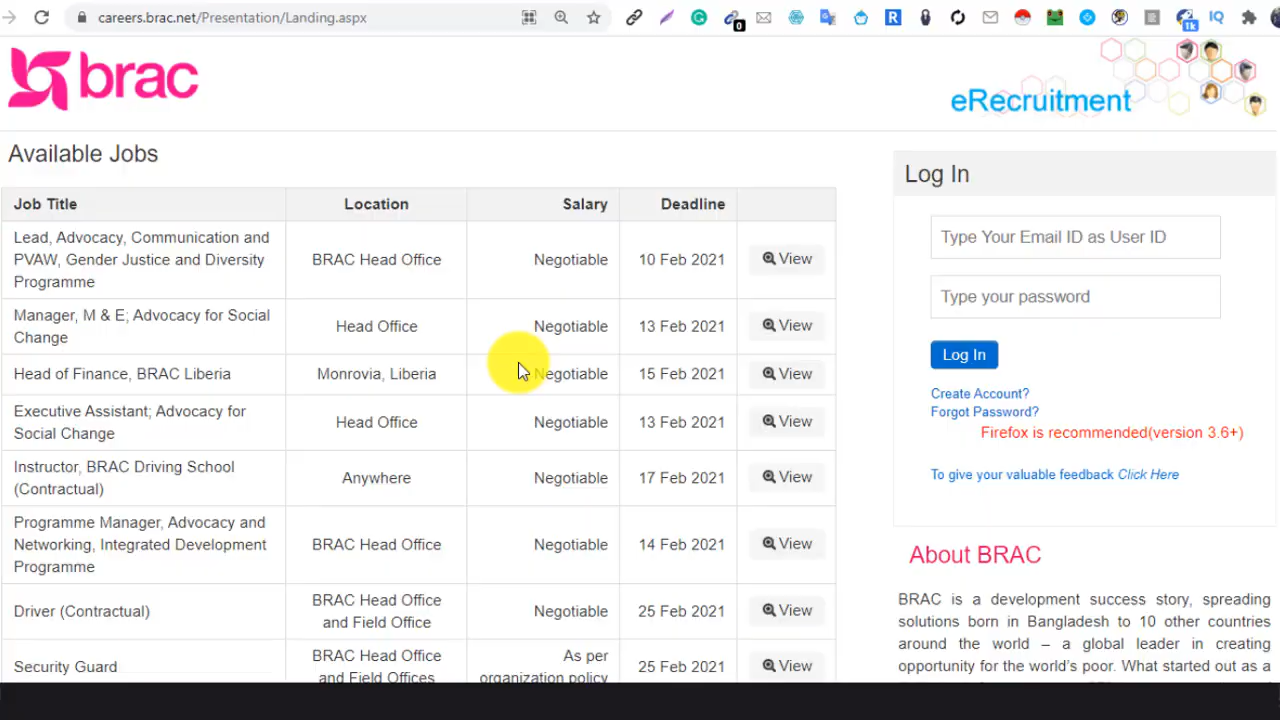 careers.brac.net/Presentation/Landing.aspx
0
R
1k
IQ
brac
eRecruitment
Available Jobs
Job Title Location Salary Deadline
Lead, Advocacy, Communication and
PVAW, Gender Justice and Diversity
Programme
BRAC Head Office Negotiable 10 Feb 2021 View
Manager, M & E; Advocacy for Social
Change
Head Office Negotiable 13 Feb 2021 View
Head of Finance, BRAC Liberia Monrovia, Liberia Negotiable 15 Feb 2021 View
Executive Assistant; Advocacy for
Social Change
Head Office Negotiable 13 Feb 2021 View
Instructor, BRAC Driving School
(Contractual)
Anywhere Negotiable 17 Feb 2021 View
Programme Manager, Advocacy and
Networking, Integrated Development
Programme
BRAC Head Office Negotiable 14 Feb 2021 View
Driver (Contractual)
BRAC Head Office
and Field Office
Negotiable 25 Feb 2021 View
Security Guard
BRAC Head Office
and Field Offices
As per
organization policy
25 Feb 2021 View
Log In
Type Your Email ID as User ID
Type your password
Log In
Create Account?
Forgot Password?
Firefox is recommended(version 3.6+)
To give your valuable feedback Click Here
About BRAC
BRAC is a development success story, spreading
solutions born in Bangladesh to 10 other countries
around the world – a global leader in creating
opportunity for the world's poor. What started out as a